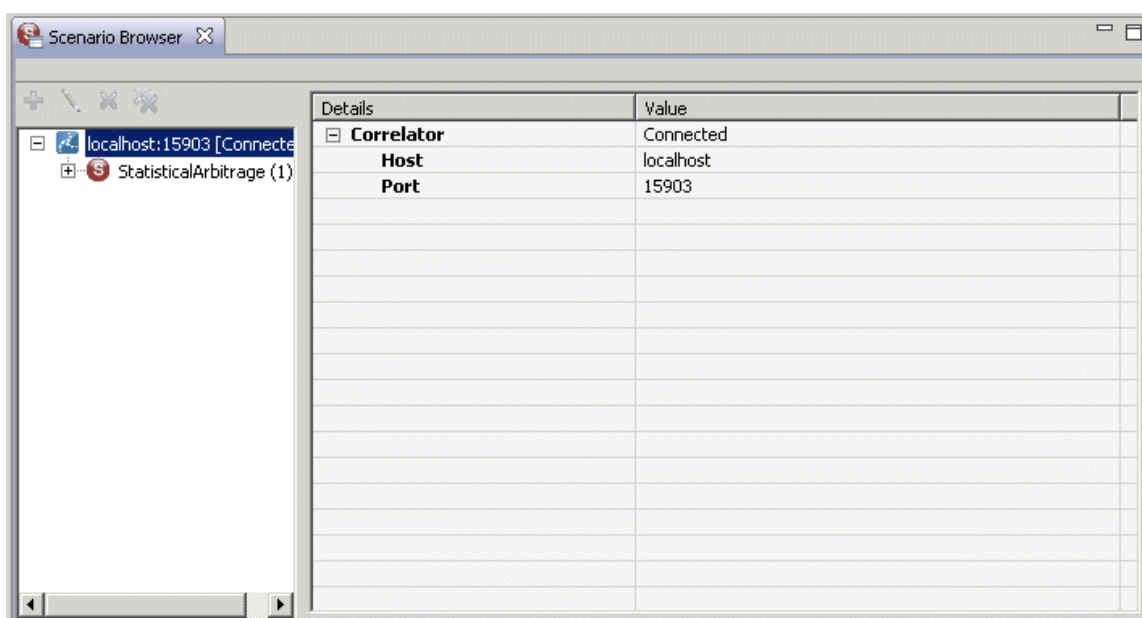 Scenario Browser
localhost:15903 [Connecte
StatisticalArbitrage (1)
Details Value
Correlator Connected
Host localhost
Port 15903